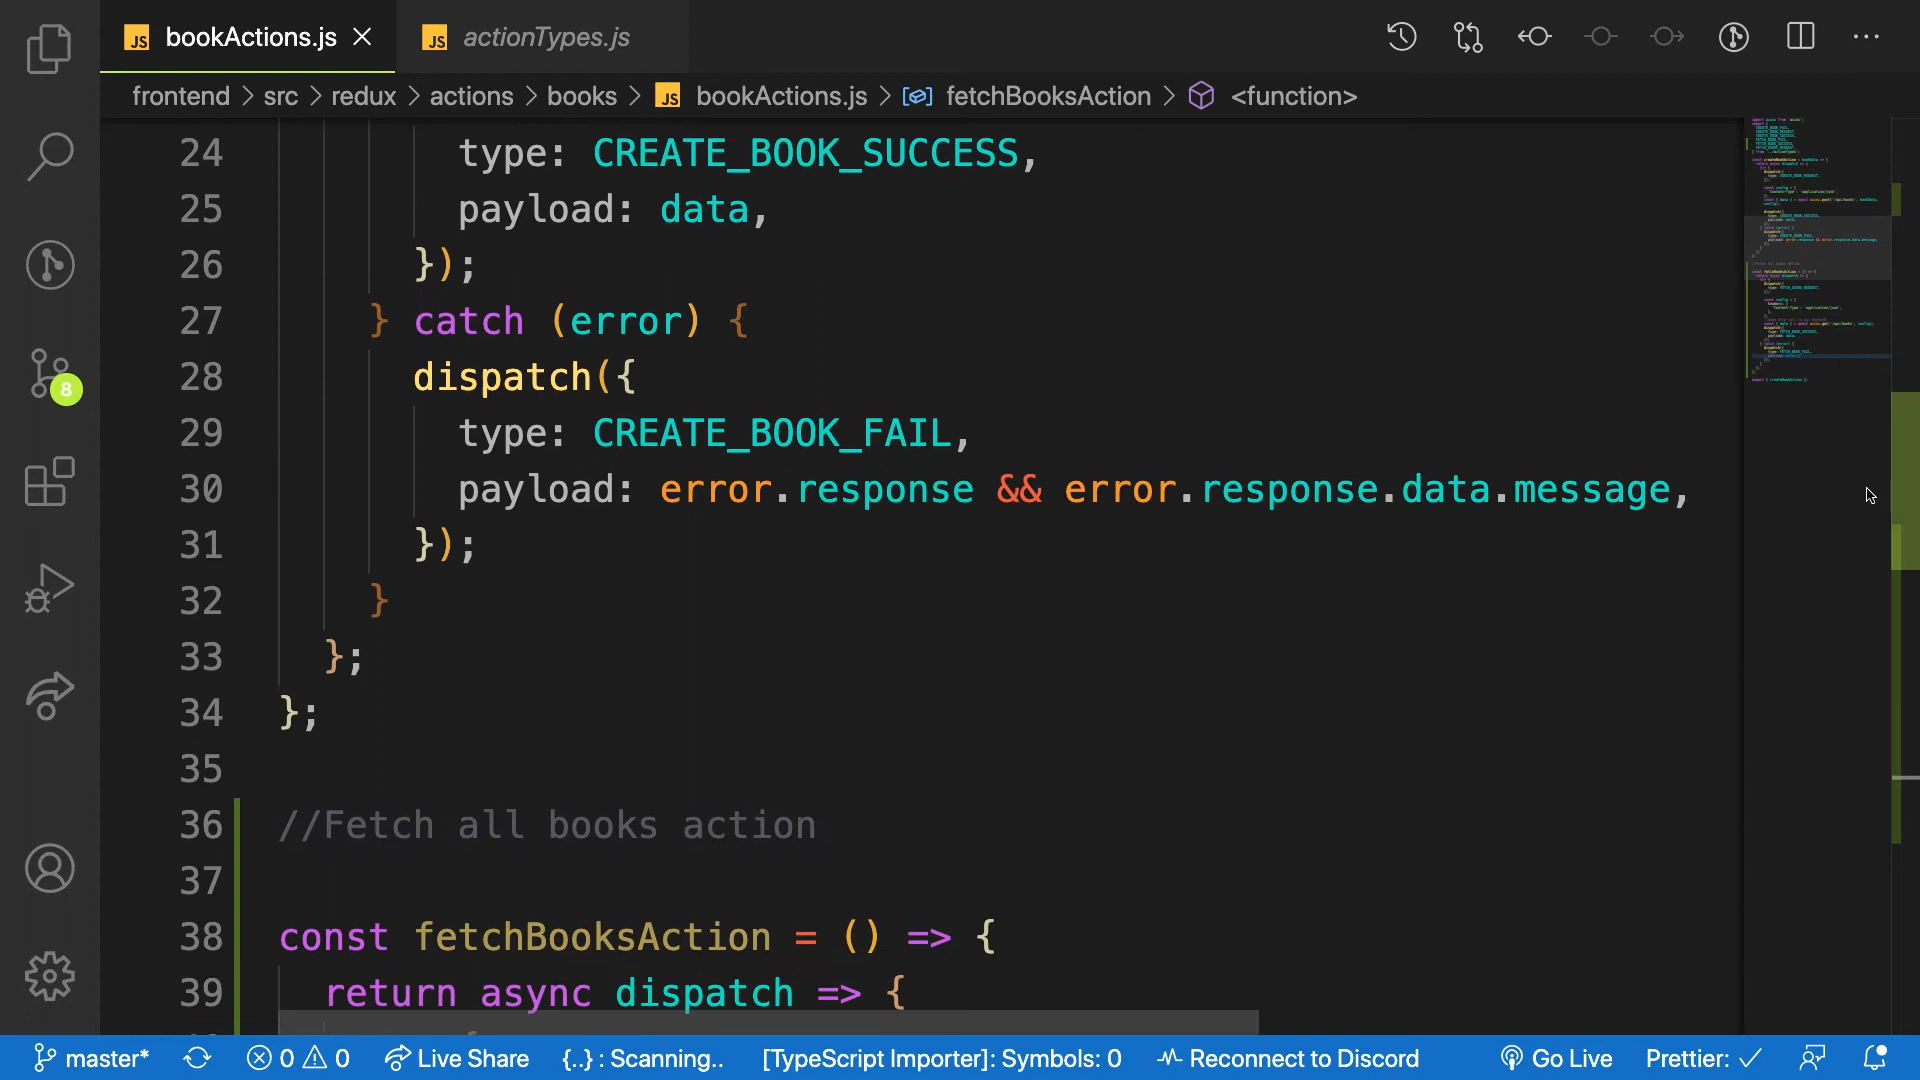 JS bookActions.js
JS actionTypes.js
frontend > src > redux > actions > books > JS bookActions.js > fetchBooksAction > <function>
24 type: CREATE_BOOK_SUCCESS,
25 payload: data,
26 });
27 } catch (error) {
28 dispatch({
29 type: CREATE_BOOK_FAIL,
30 payload: error.response && error.response.data.message,
31 });
32 }
33 };
34 };
35
36 //Fetch all books action
37
38 const fetchBooksAction = () => {
39 return async dispatch => {
8
master* 0 0 Live Share {..} : Scanning.. [TypeScript Importer]: Symbols: 0 Reconnect to Discord Go Live Prettier: ✓